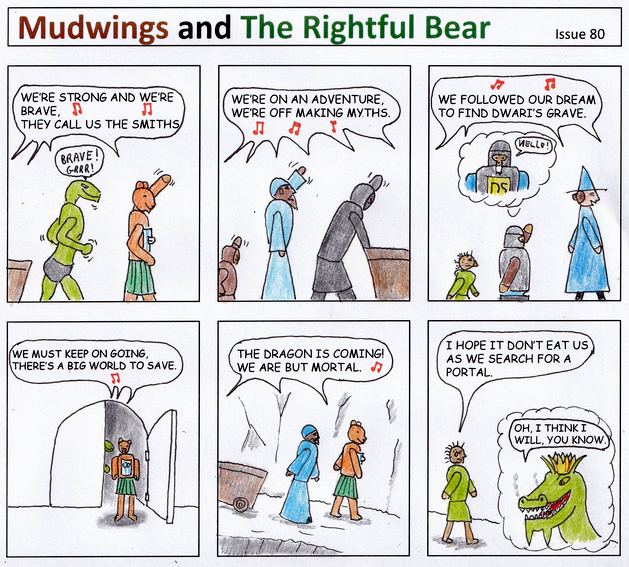 Mudwings and The Rightful Bear
Issue 80
WE'RE STRONG AND WE'RE
BRAVE,
THEY CALL US THE SMITHS
BRAVE!
GRRR!
WE'RE ON AN ADVENTURE,
WE'RE OFF MAKING MYTHS.
WE FOLLOWED OUR DREAM
TO FIND DWARI'S GRAVE.
HELLO!
DS
WE MUST KEEP ON GOING,
THERE'S A BIG WORLD TO SAVE.
THE DRAGON IS COMING!
WE ARE BUT MORTAL.
I HOPE IT DON'T EAT US
AS WE SEARCH FOR A
PORTAL.
OH, I THINK I
WILL, YOU KNOW.